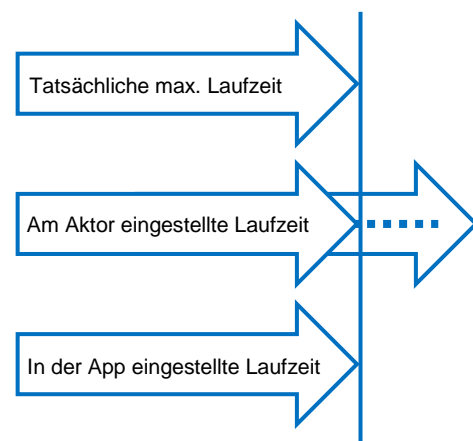 Tatsächliche max. Laufzeit
Am Aktor eingestellte Laufzeit
In der App eingestellte Laufzeit